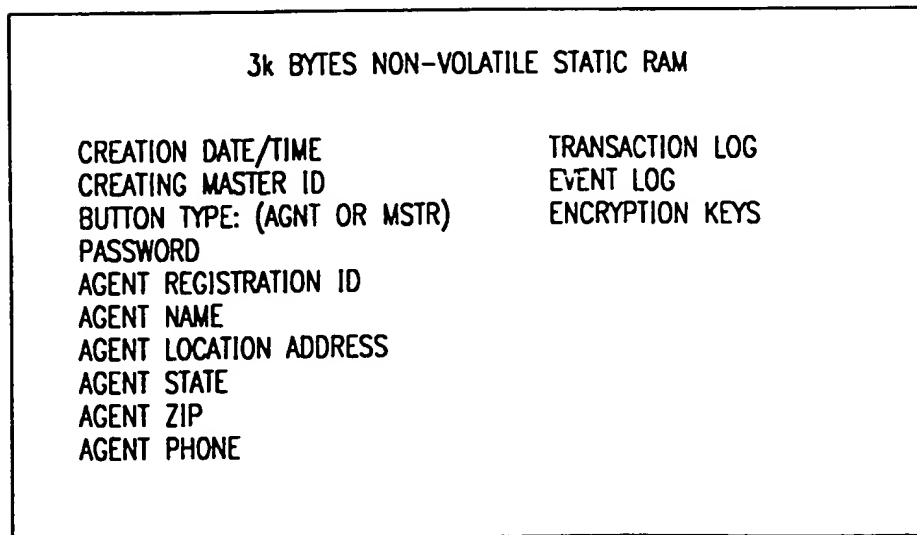 3k BYTES NON-VOLATILE STATIC RAM
CREATION DATE/TIME
CREATING MASTER ID
BUTTON TYPE: (AGNT OR MSTR)
PASSWORD
AGENT REGISTRATION ID
AGENT NAME
AGENT LOCATION ADDRESS
AGENT STATE
AGENT ZIP
AGENT PHONE
TRANSACTION LOG
EVENT LOG
ENCRYPTION KEYS